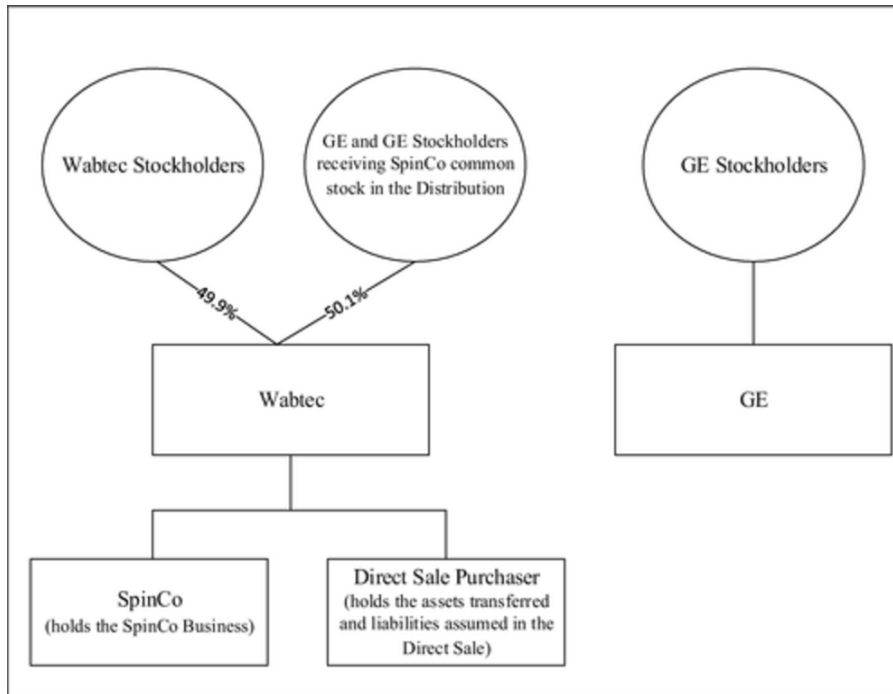 Wabtec Stockholders
GE and GE Stockholders
receiving SpinCo common
stock in the Distribution
GE Stockholders
49.9%
50.1%
Wabtec
GE
SpinCo
(holds the SpinCo Business)
Direct Sale Purchaser
(holds the assets transferred
and liabilities assumed in the
Direct Sale)